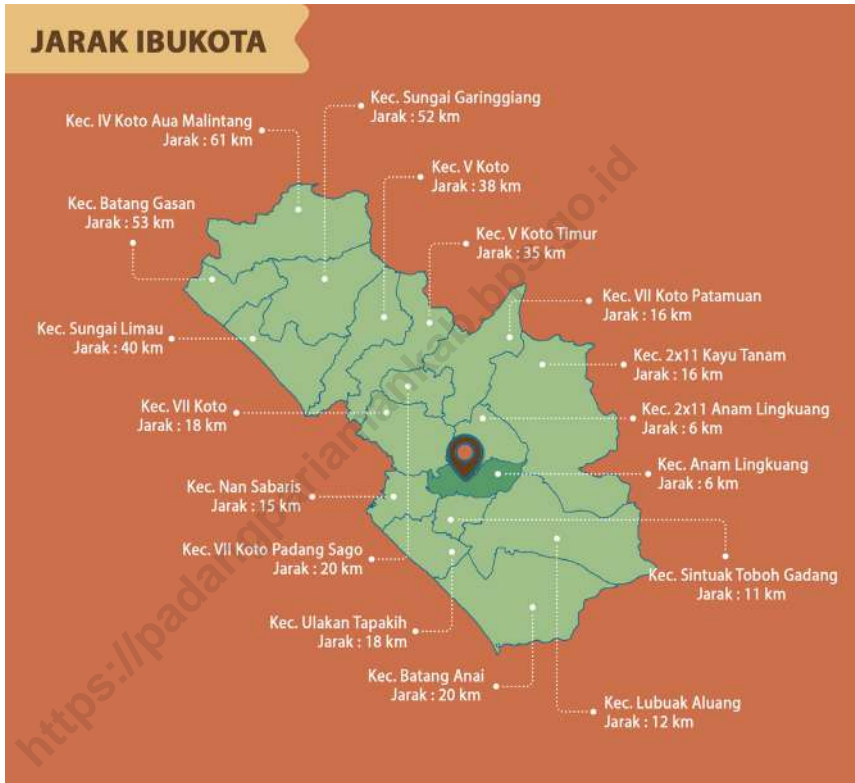 JARAK IBUKOTA
Kec. Sungai Garinggiang
Jarak : 52 km
Kec. IV Koto Aua Malintang
Jarak : 61 km
Kec. V Koto
Jarak : 38 km
Kec. Batang Gasan
Jarak : 53 km
Kec. V Koto Timur
Jarak : 35 km
Kec. VII Koto Patamuan
Jarak : 16 km
Kec. Sungai Limau
Jarak : 40 km
Kec. 2x11 Kayu Tanam
Jarak : 16 km
Kec. VII Koto
Jarak : 18 km
Kec. 2x11 Anam Lingkuang
Jarak : 6 km
Kec. Anam Lingkuang
Jarak : 6 km
Kec. Nan Sabaris
Jarak : 15 km
Kec. VII Koto Padang Sago
Jarak : 20 km
Kec. Sintuak Toboh Gadang
Jarak : 11 km
Kec. Ulakan Tapakih
Jarak : 18 km
Kec. Batang Anai
Jarak : 20 km
Kec. Lubuak Aluang
Jarak : 12 km
https://padangpariamankab.bps.go.id